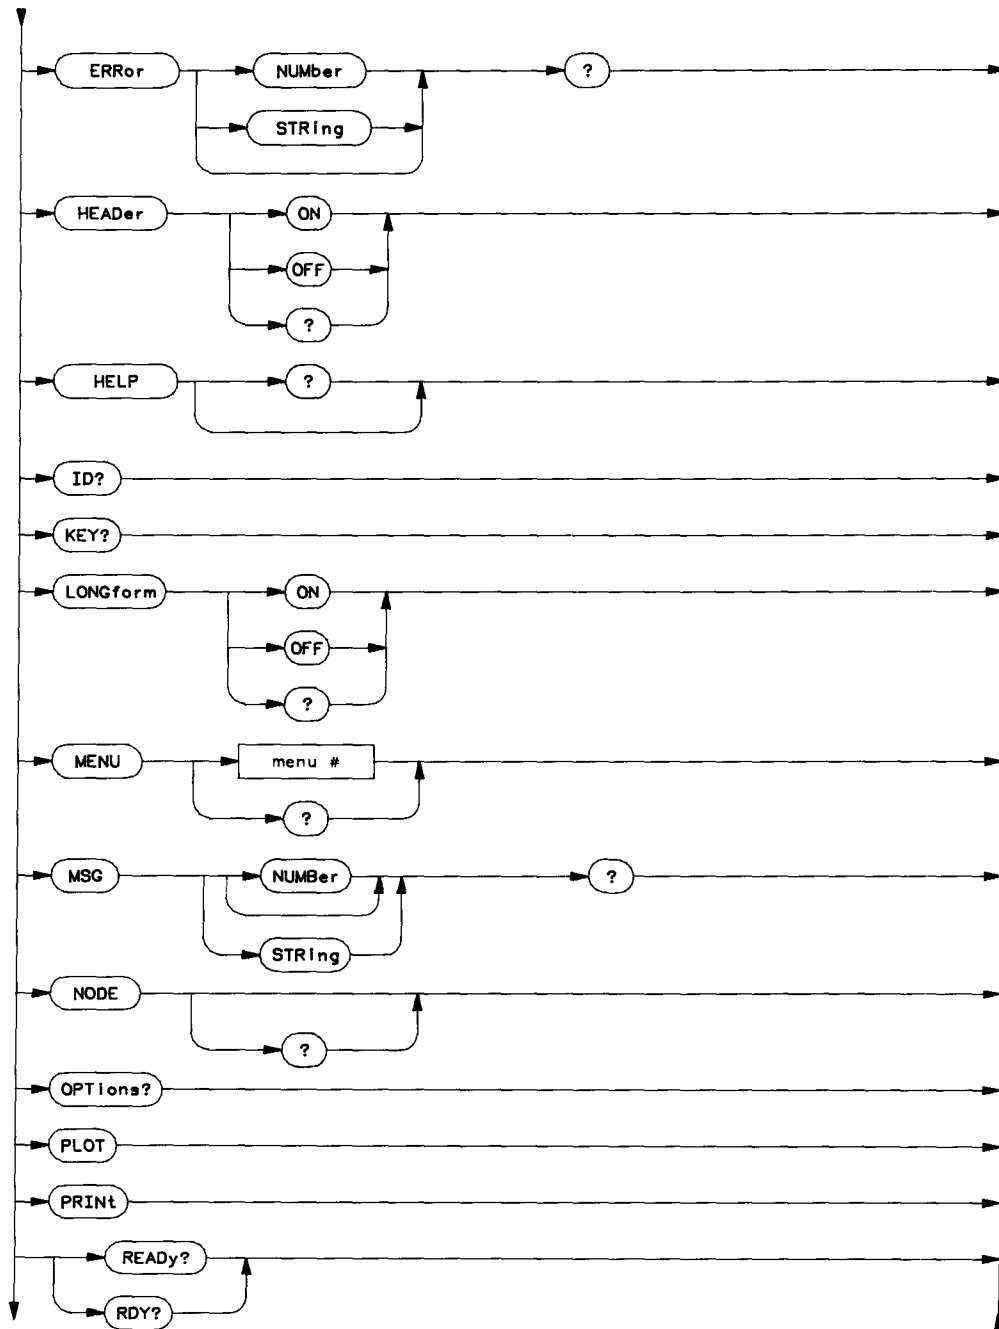 ERRor NUMber ?
STRing
HEADer ON
OFF
?
HELP ?
ID?
KEY?
LONGform ON
OFF
?
MENU menu #
?
MSG NUMBer ?
STRing
NODE
?
OPTions?
PLOT
PRINt
READy?
RDY?